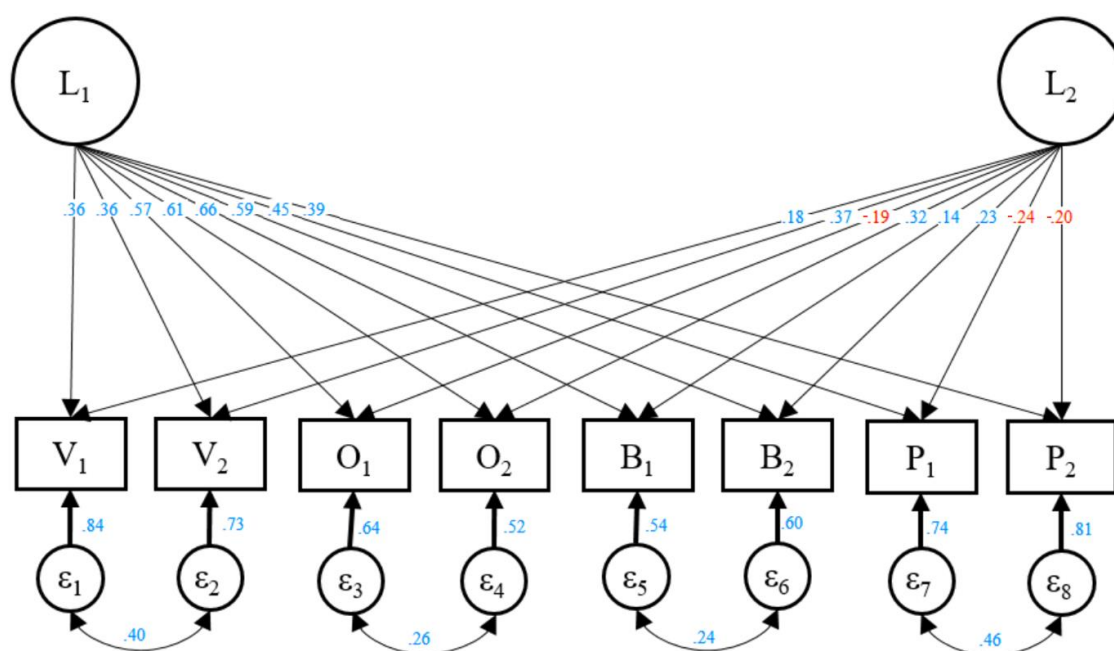 L₁ L₂
.36 .36 .57 .61 .66 .59 .45 .39 .18 .37 -.19 .32 .14 .23 -.24 -.20
V₁ V₂ O₁ O₂ B₁ B₂ P₁ P₂
.84 .73 .64 .52 .54 .60 .74 .81
ε₁ ε₂ ε₃ ε₄ ε₅ ε₆ ε₇ ε₈
.40 .26 .24 .46